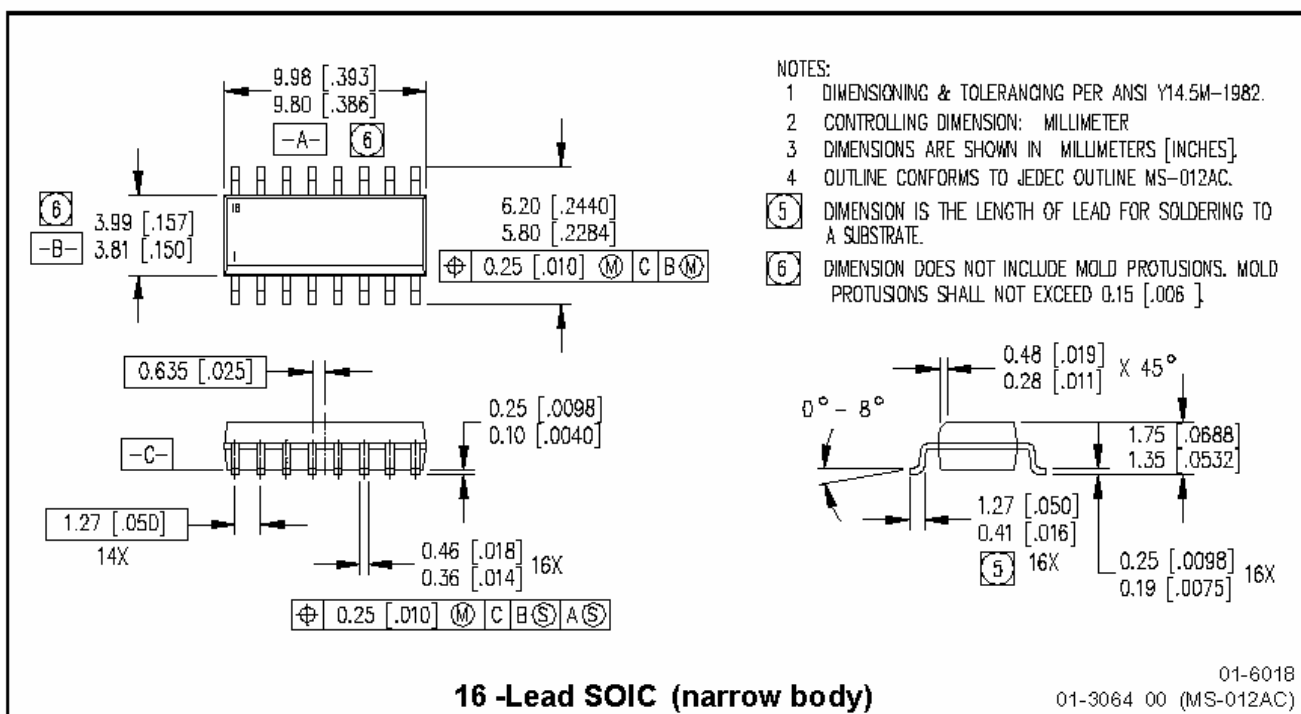 9.98 [.393]
9.80 [.386]
-A- 6
6
3.99 [.157]
-B- 3.81 [.150]
16
1
6.20 [.2440]
5.80 [.2284]
⌖ 0.25 [.010] Ⓜ C B Ⓜ
NOTES:
1 DIMENSIONING & TOLERANCING PER ANSI Y14.5M-1982.
2 CONTROLLING DIMENSION: MILLIMETER
3 DIMENSIONS ARE SHOWN IN MILLIMETERS [INCHES].
4 OUTLINE CONFORMS TO JEDEC OUTLINE MS-012AC.
5 DIMENSION IS THE LENGTH OF LEAD FOR SOLDERING TO
A SUBSTRATE.
6 DIMENSION DOES NOT INCLUDE MOLD PROTUSIONS. MOLD
PROTUSIONS SHALL NOT EXCEED 0.15 [.006 ].
0.635 [.025]
0.25 [.0098]
0.10 [.0040]
-C-
1.27 [.050]
14X
0.46 [.018]
0.36 [.014] 16X
⌖ 0.25 [.010] Ⓜ C B Ⓢ A Ⓢ
0.48 [.019]
0.28 [.011] X 45°
0° - 8°
1.75 [.0688]
1.35 [.0532]
1.27 [.050]
0.41 [.016]
5 16X
0.25 [.0098]
0.19 [.0075] 16X
16 -Lead SOIC (narrow body)
01-6018
01-3064 00 (MS-012AC)